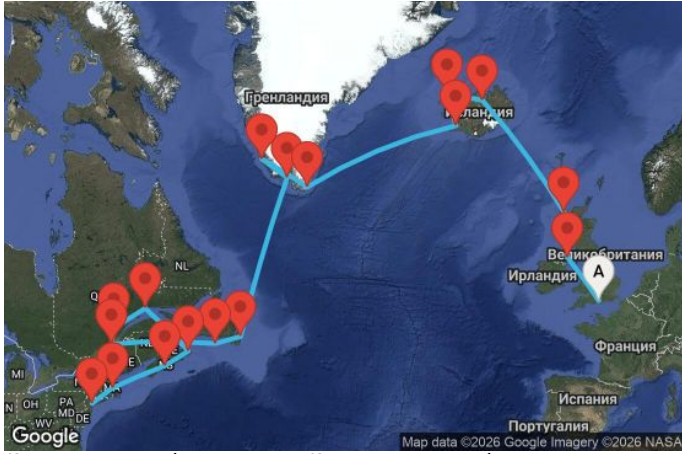 Гренландия
Исландия
NL
Великобритания
A
Ирландия
Франция
MI
OH
PA
MD
DE
WV
Испания
Португалия
Google
Map data ©2026 Google Imagery ©2026 NASA